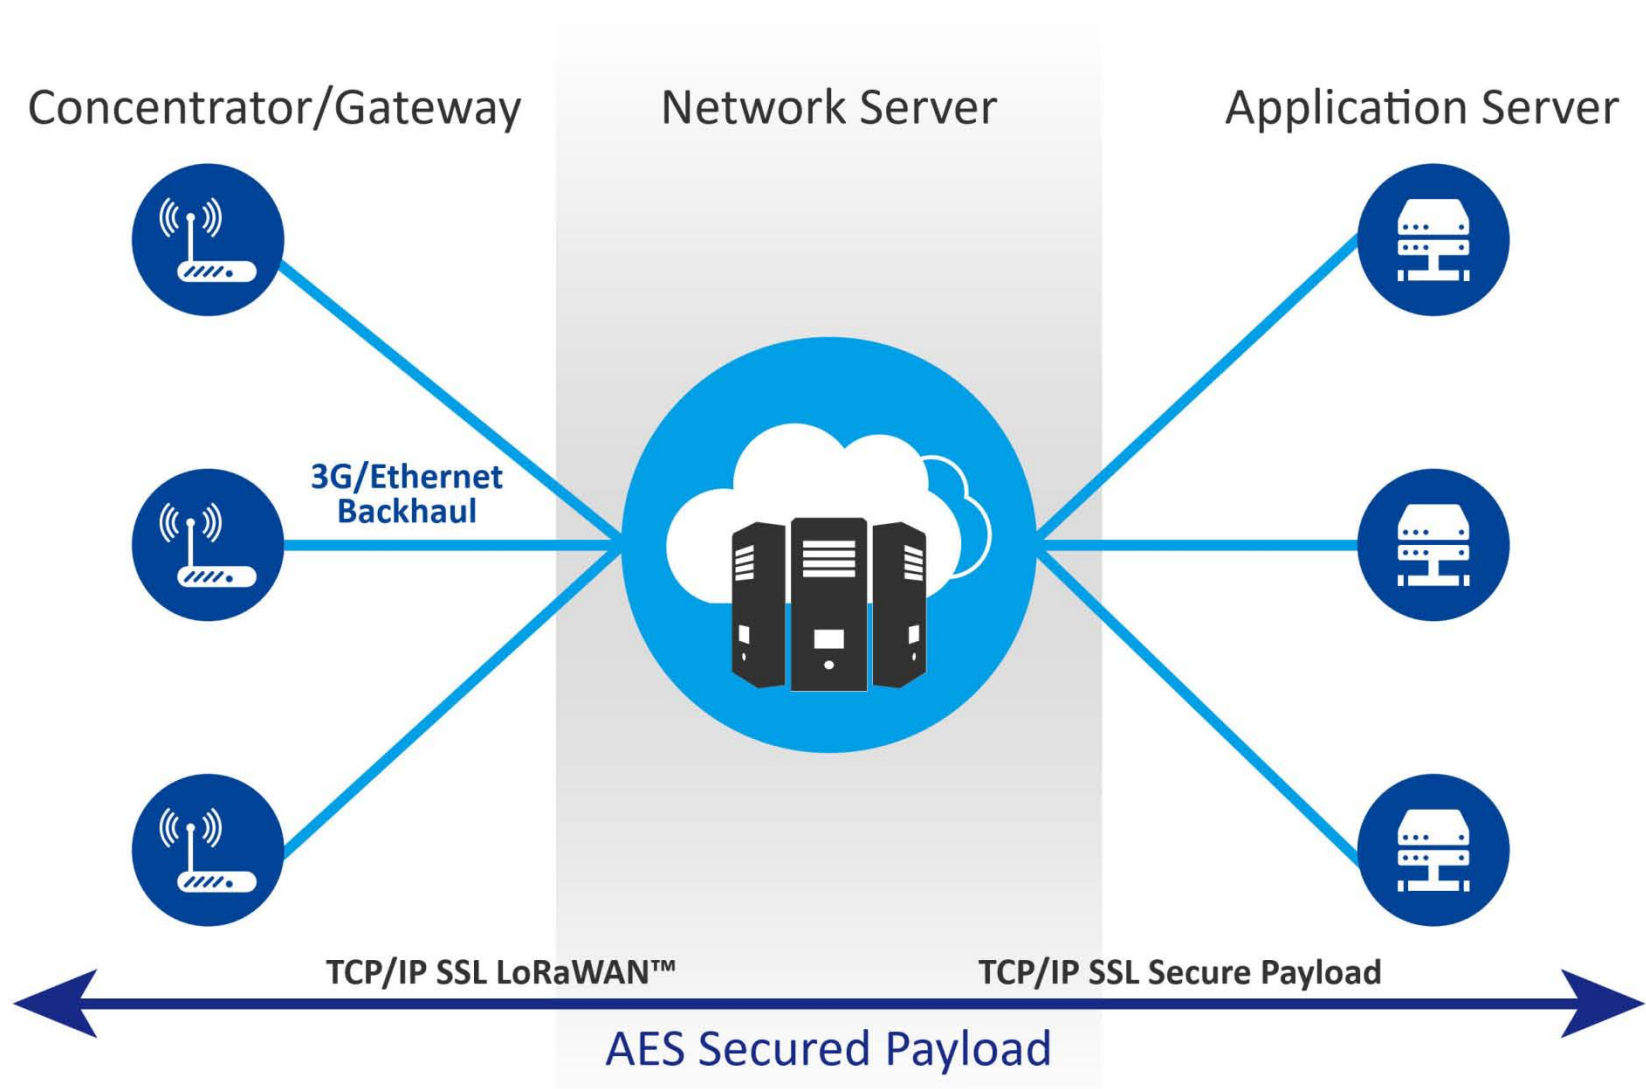 Concentrator/Gateway
Network Server
Application Server
3G/Ethernet
Backhaul
TCP/IP SSL LoRaWAN™
TCP/IP SSL Secure Payload
AES Secured Payload